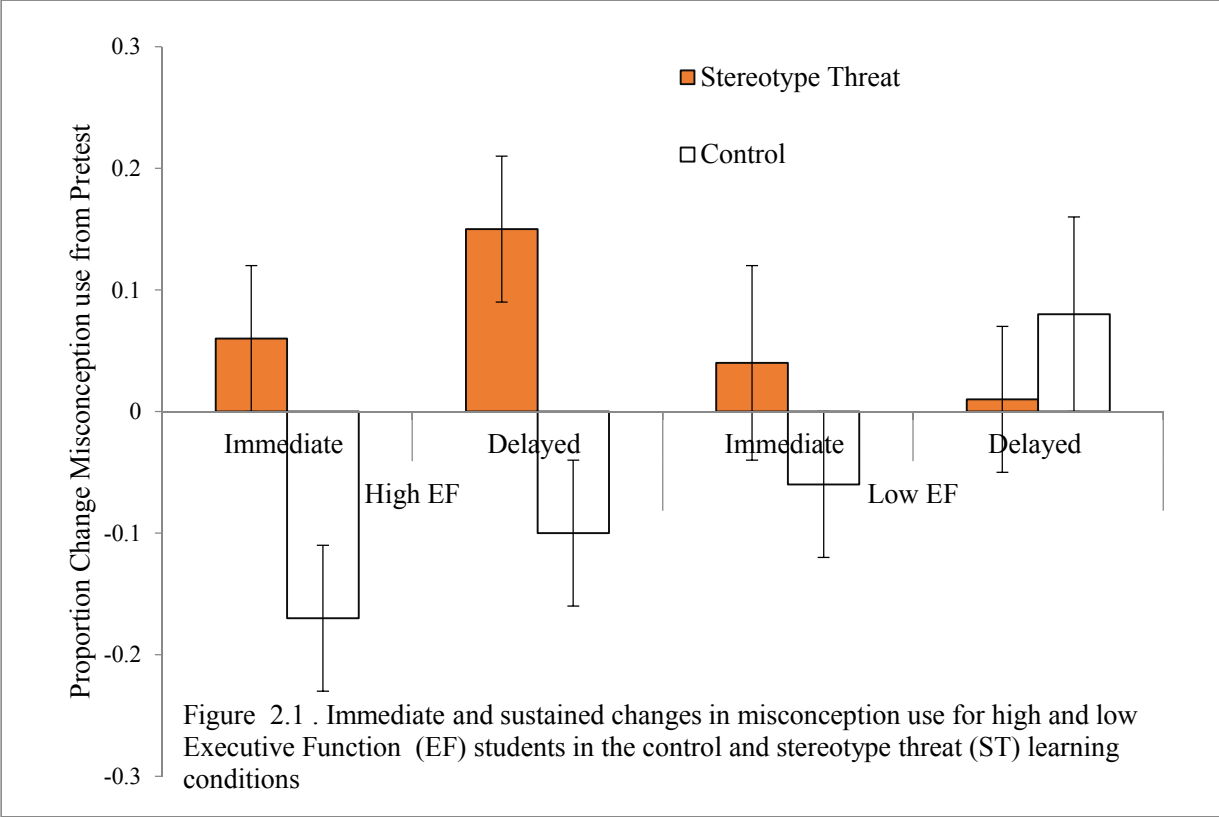 0.3
Stereotype Threat
0.2
Control
0.1
0
-0.1
-0.2
-0.3
Proportion Change Misconception use from Pretest
Immediate
Delayed
Immediate
Delayed
High EF
Low EF
Figure 2.1 . Immediate and sustained changes in misconception use for high and low
Executive Function (EF) students in the control and stereotype threat (ST) learning
conditions